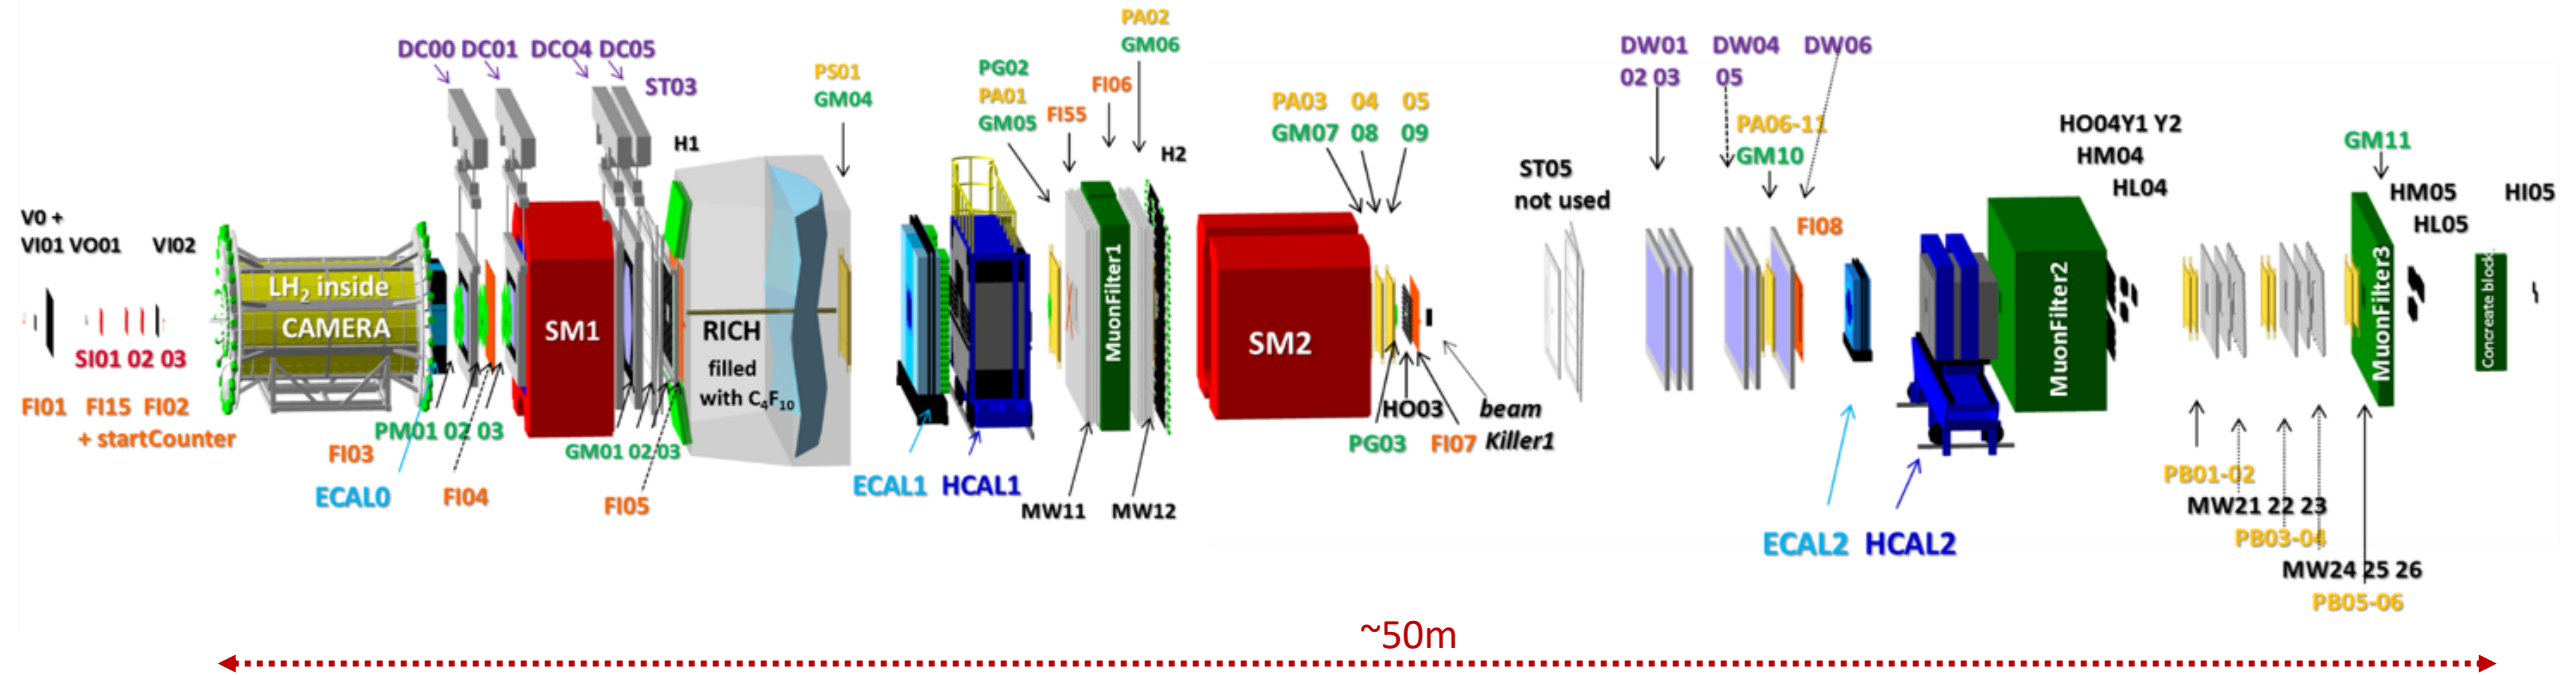 V0 +
VI01 VO01 VI02
SI01 02 03
FI01 FI15 FI02
+ startCounter
LH2 inside
CAMERA
DC00 DC01 DCO4 DC05
ST03
H1
SM1
PM01 02 03
FI03
ECAL0
FI04
GM01 02 03
FI05
RICH
filled
with C4F10
PS01
GM04
ECAL1 HCAL1
PG02
PA01
GM05
FI55
FI06
PA02
GM06
H2
MuonFilter1
MW11 MW12
SM2
PA03 04 05
GM07 08 09
HO03
PG03 FI07
beam
Killer1
ST05
not used
DW01 DW04 DW06
02 03 05
PA06-11
GM10
FI08
ECAL2 HCAL2
MuonFilter2
HO04Y1 Y2
HM04
HL04
PB01-02
MW21 22 23
PB03-04
MW24 25 26
PB05-06
GM11
MuonFilter3
HM05
HL05
HI05
Concreate block
~50m